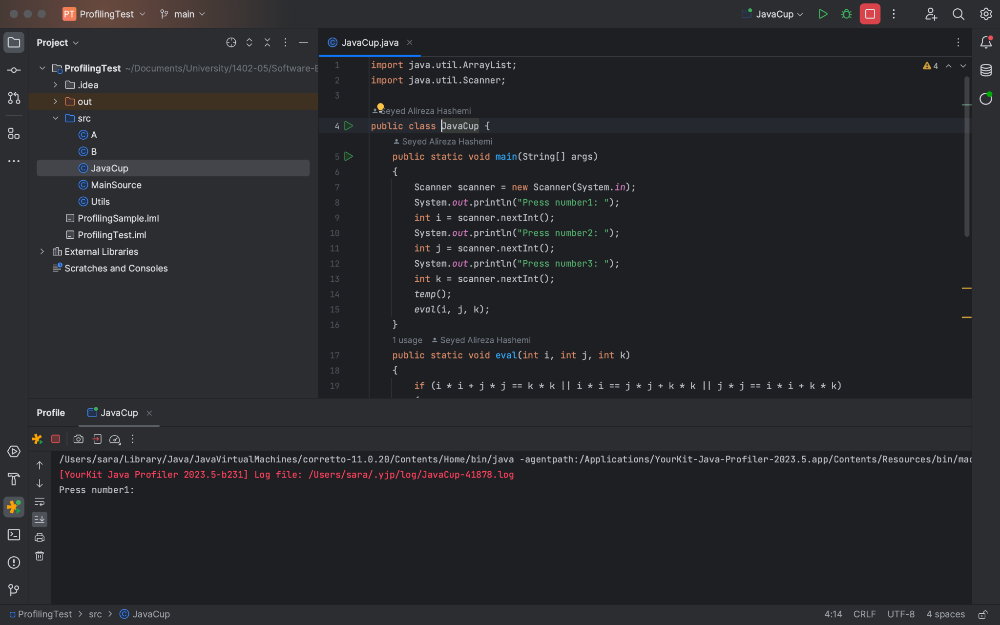 PT ProfilingTest main JavaCup
Project
JavaCup.java
ProfilingTest ~/Documents/University/1402-05/Software-E
.idea
out
src
A
B
JavaCup
MainSource
Utils
ProfilingSample.iml
ProfilingTest.iml
External Libraries
Scratches and Consoles
4
1 import java.util.ArrayList;
2 import java.util.Scanner;
3
Seyed Alireza Hashemi
4 public class JavaCup {
Seyed Alireza Hashemi
5 public static void main(String[] args)
6 {
7 Scanner scanner = new Scanner(System.in);
8 System.out.println("Press number1: ");
9 int i = scanner.nextInt();
10 System.out.println("Press number2: ");
11 int j = scanner.nextInt();
12 System.out.println("Press number3: ");
13 int k = scanner.nextInt();
14 temp();
15 eval(i, j, k);
16 }
1 usage Seyed Alireza Hashemi
17 public static void eval(int i, int j, int k)
18 {
19 if (i * i + j * j == k * k || i * i == j * j + k * k || j * j == i * i + k * k)
Profile JavaCup
/Users/sara/Library/Java/JavaVirtualMachines/corretto-11.0.20/Contents/Home/bin/java -agentpath:/Applications/YourKit-Java-Profiler-2023.5.app/Contents/Resources/bin/mac
[YourKit Java Profiler 2023.5-b231] Log file: /Users/sara/.yjp/log/JavaCup-41878.log
Press number1:
ProfilingTest > src > JavaCup
4:14 CRLF UTF-8 4 spaces